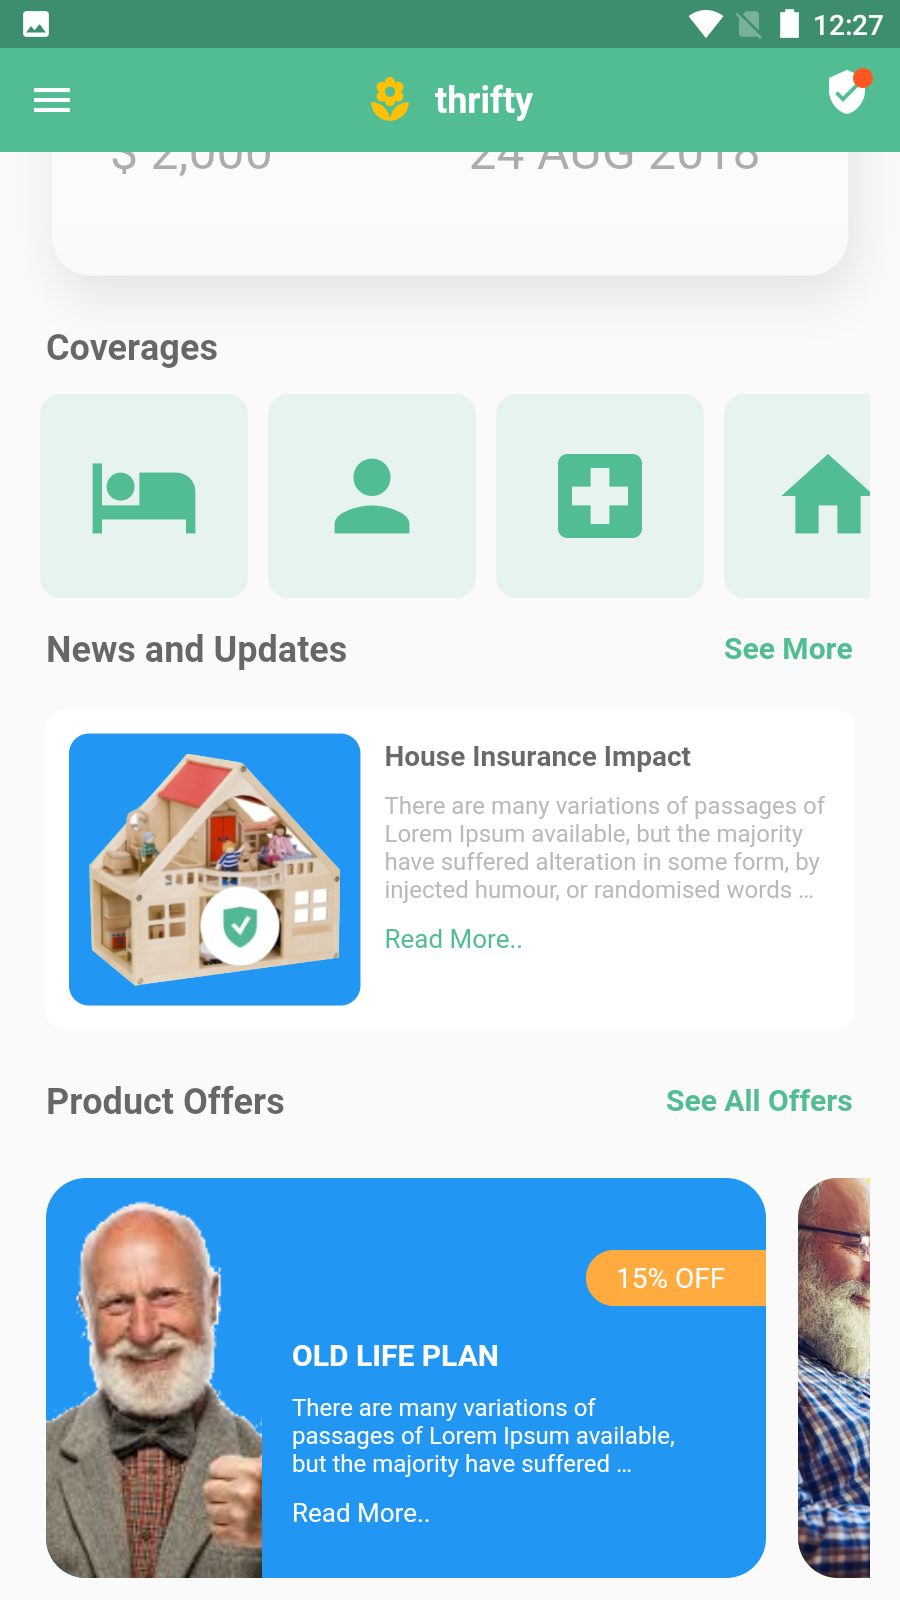 12:27
thrifty
$ 2,000
24 AUG 2018
Coverages
News and Updates
See More
House Insurance Impact
There are many variations of passages of
Lorem Ipsum available, but the majority
have suffered alteration in some form, by
injected humour, or randomised words ...
Read More..
Product Offers
See All Offers
15% OFF
OLD LIFE PLAN
There are many variations of
passages of Lorem Ipsum available,
but the majority have suffered ...
Read More..